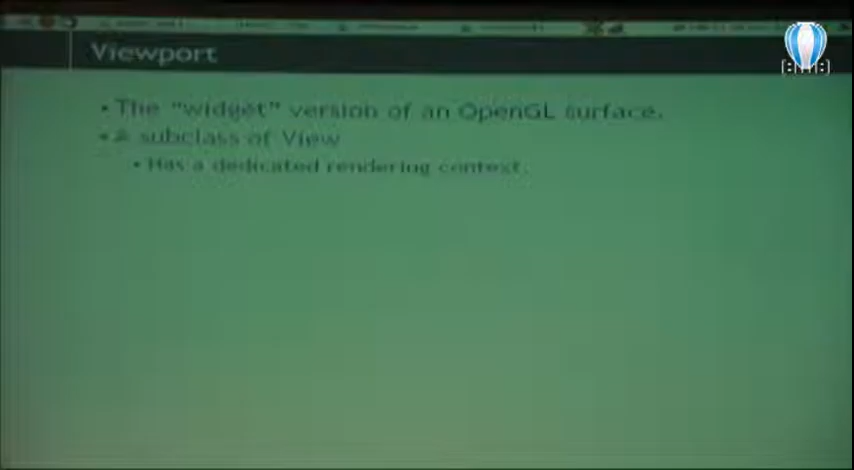 Viewport
• The "widget" version of an OpenGL surface.
• A subclass of View
• Has a dedicated rendering context.